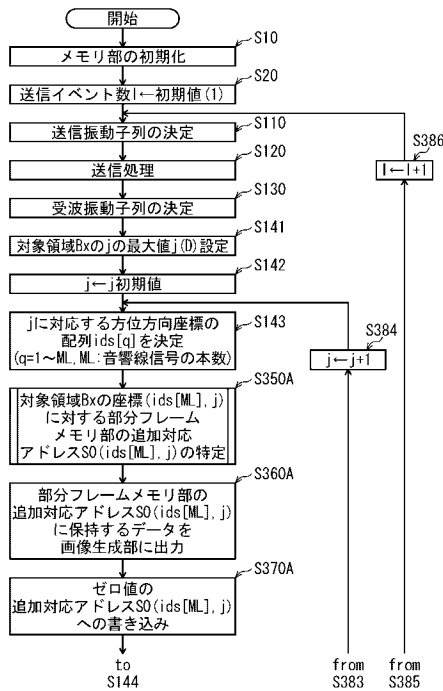 開始
S10
メモリ部の初期化
S20
送信イベント数l←初期値(1)
S110
送信振動子列の決定
S386
l←l+1
S120
送信処理
S130
受波振動子列の決定
S141
対象領域Bxのjの最大値j(D)設定
S142
j←j初期値
S143
jに対応する方位方向座標の
配列ids[q]を決定
(q=1~ML,ML:音響線信号の本数)
S384
j←j+1
S350A
対象領域Bxの座標(ids[ML],j)
に対する部分フレーム
メモリ部の追加対応
アドレスSO(ids[ML],j)の特定
S360A
部分フレームメモリ部の
追加対応アドレスSO(ids[ML],j)
に保持するデータを
画像生成部に出力
S370A
ゼロ値の
追加対応アドレスSO(ids[ML],j)
への書き込み
to
S144
from
S383
from
S385